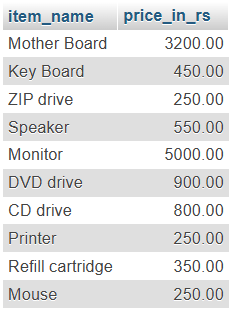 item_name price_in_rs
Mother Board 3200.00
Key Board 450.00
ZIP drive 250.00
Speaker 550.00
Monitor 5000.00
DVD drive 900.00
CD drive 800.00
Printer 250.00
Refill cartridge 350.00
Mouse 250.00